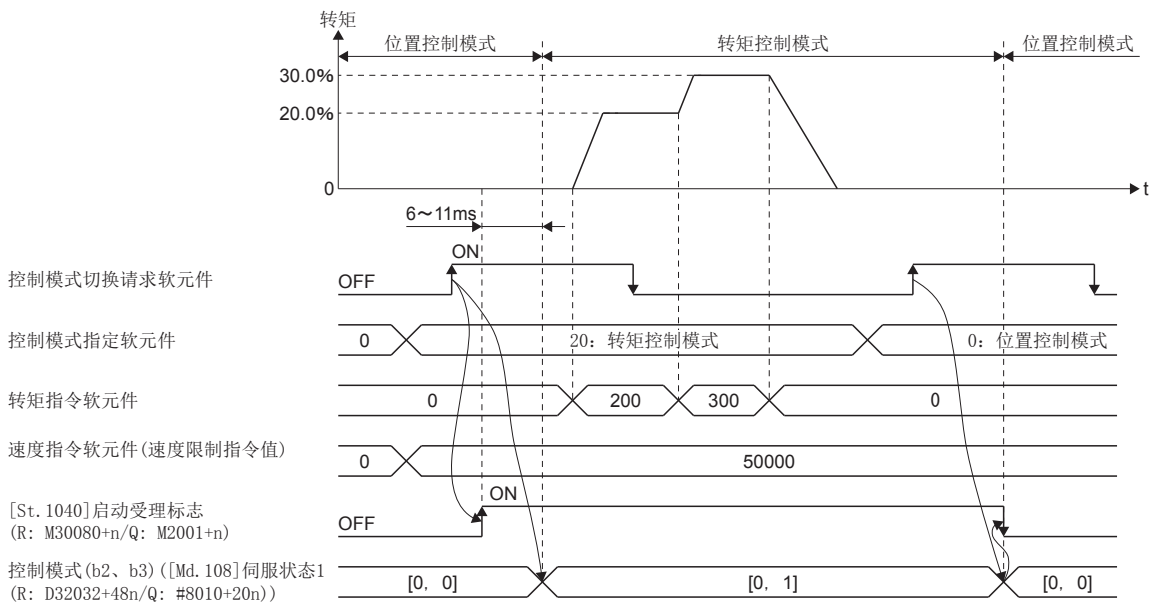 转矩
位置控制模式 转矩控制模式 位置控制模式
30.0%
20.0%
0 t
6～11ms
控制模式切换请求软元件 OFF ON
控制模式指定软元件 0 20：转矩控制模式 0：位置控制模式
转矩指令软元件 0 200 300 0
速度指令软元件(速度限制指令值) 0 50000
[St.1040]启动受理标志
(R: M30080+n/Q: M2001+n) OFF ON
控制模式(b2、b3)([Md.108]伺服状态1
(R: D32032+48n/Q: #8010+20n)) [0, 0] [0, 1] [0, 0]